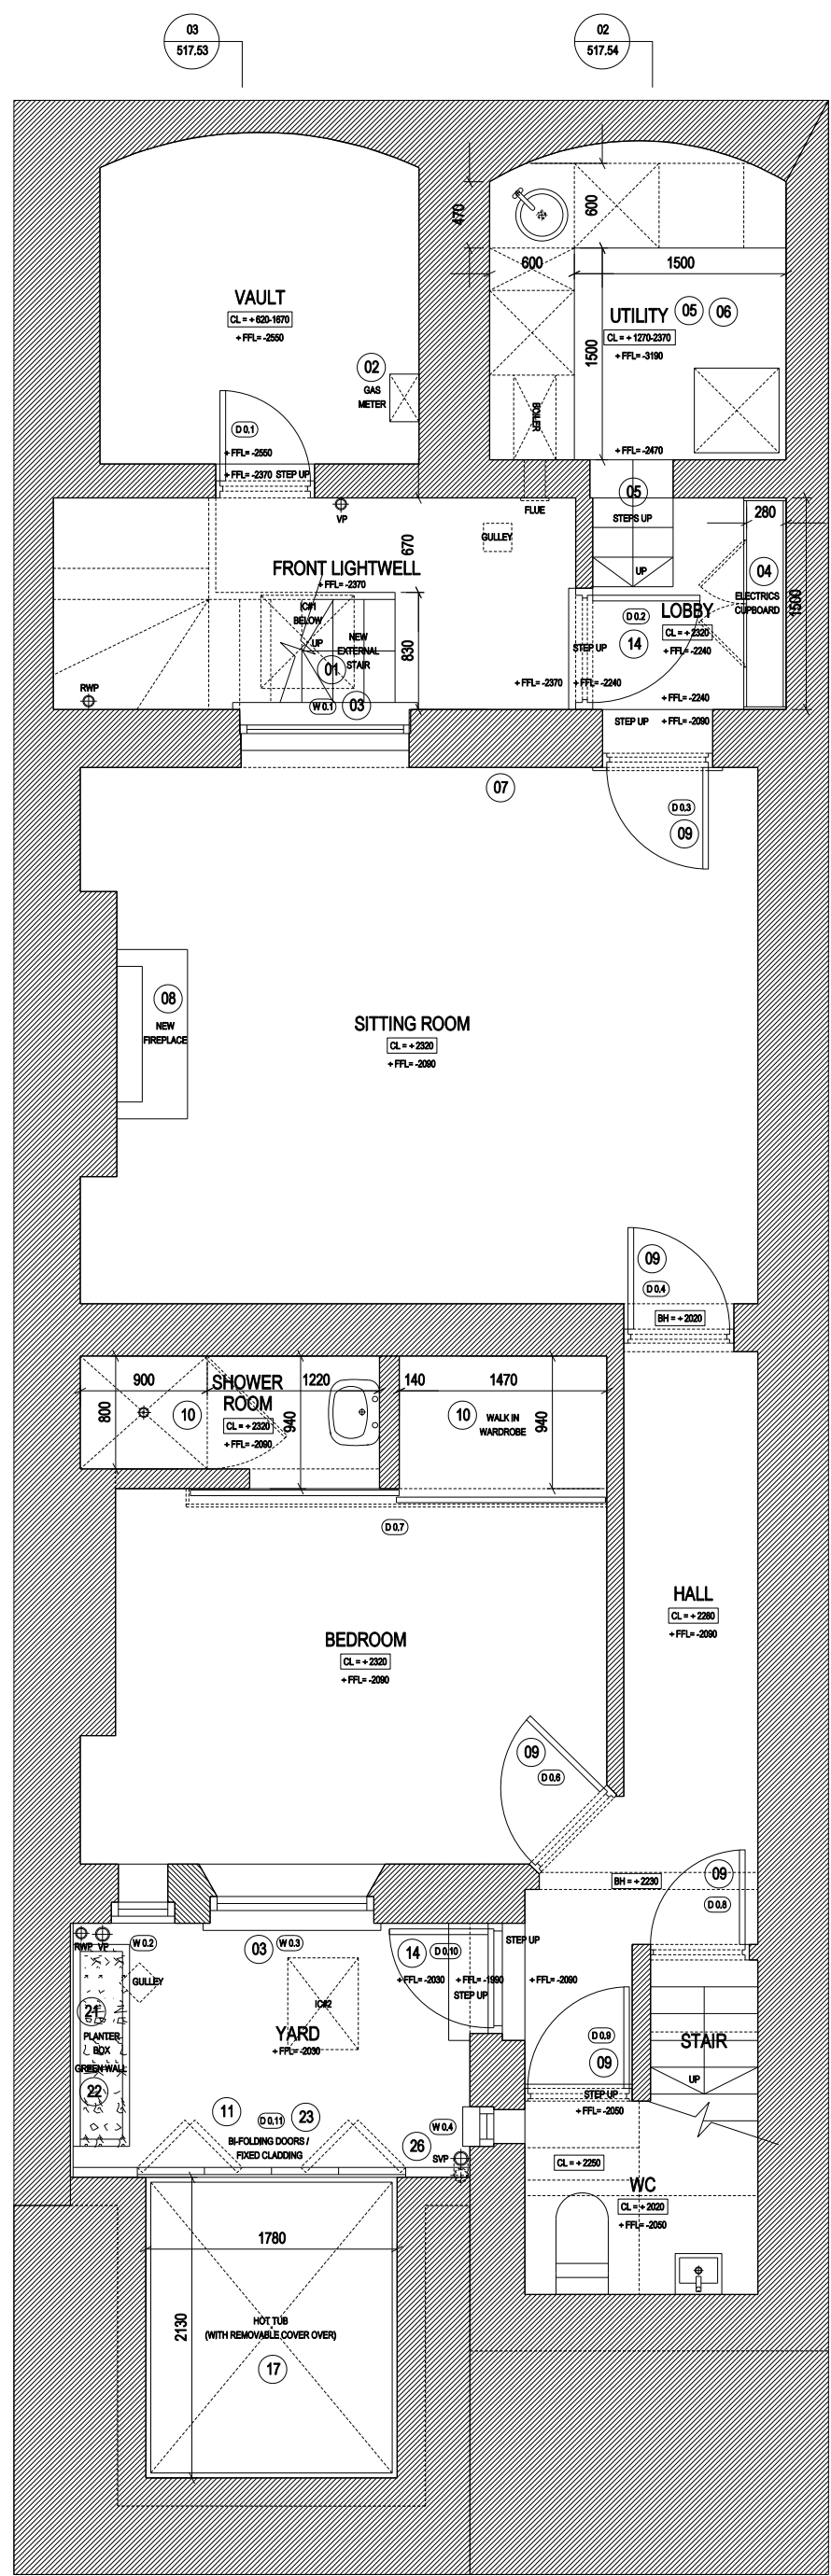 03
517.53
02
517.54
470
600
600
1500
VAULT
CL = + 620-1670
+ FFL= -2550
UTILITY
05
06
CL = + 1270-2370
+ FFL= -3190
1500
02
GAS
METER
BOILER
D 0.1
+ FFL= -2550
+ FFL= -2370 STEP UP
+ FFL= -2470
05
STEPS UP
UP
VP
FLUE
GULLEY
670
280
04
ELECTRICS
CUPBOARD
1500
FRONT LIGHTWELL
+ FFL= -2370
IC#1
BELOW
UP
NEW
EXTERNAL
STAIR
01
830
LOBBY
D 0.2
CL = + 2320
14
+ FFL= -2240
STEP UP
+ FFL= -2370
+ FFL= -2240
+ FFL= -2240
RWP
W 0.1
03
STEP UP
+ FFL= -2090
07
D 0.3
09
08
NEW
FIREPLACE
SITTING ROOM
CL = + 2320
+ FFL= -2090
09
D 0.4
BH = + 2020
900
SHOWER
ROOM
1220
140
1470
800
10
CL = + 2320
+ FFL= -2090
940
10
WALK IN
WARDROBE
940
D 0.7
HALL
CL = + 2280
+ FFL= -2090
BEDROOM
CL = + 2320
+ FFL= -2090
09
D 0.6
BH = + 2230
09
D 0.8
RWP
VP
W 0.2
03
W 0.3
14
D 0.10
STEP UP
GULLEY
+ FFL= -2030
+ FFL= -1990
STEP UP
+ FFL= -2090
21
PLANTER
BOX
GREEN WALL
22
IC#2
YARD
+ FFL= -2030
D 0.9
09
STAIR
UP
STEP UP
+ FFL= -2050
11
D 0.11
23
BI-FOLDING DOORS /
FIXED CLADDING
26
W 0.4
SVP
CL = + 2250
WC
CL = + 2020
+ FFL= -2050
1780
2130
HOT TUB
(WITH REMOVABLE COVER OVER)
17